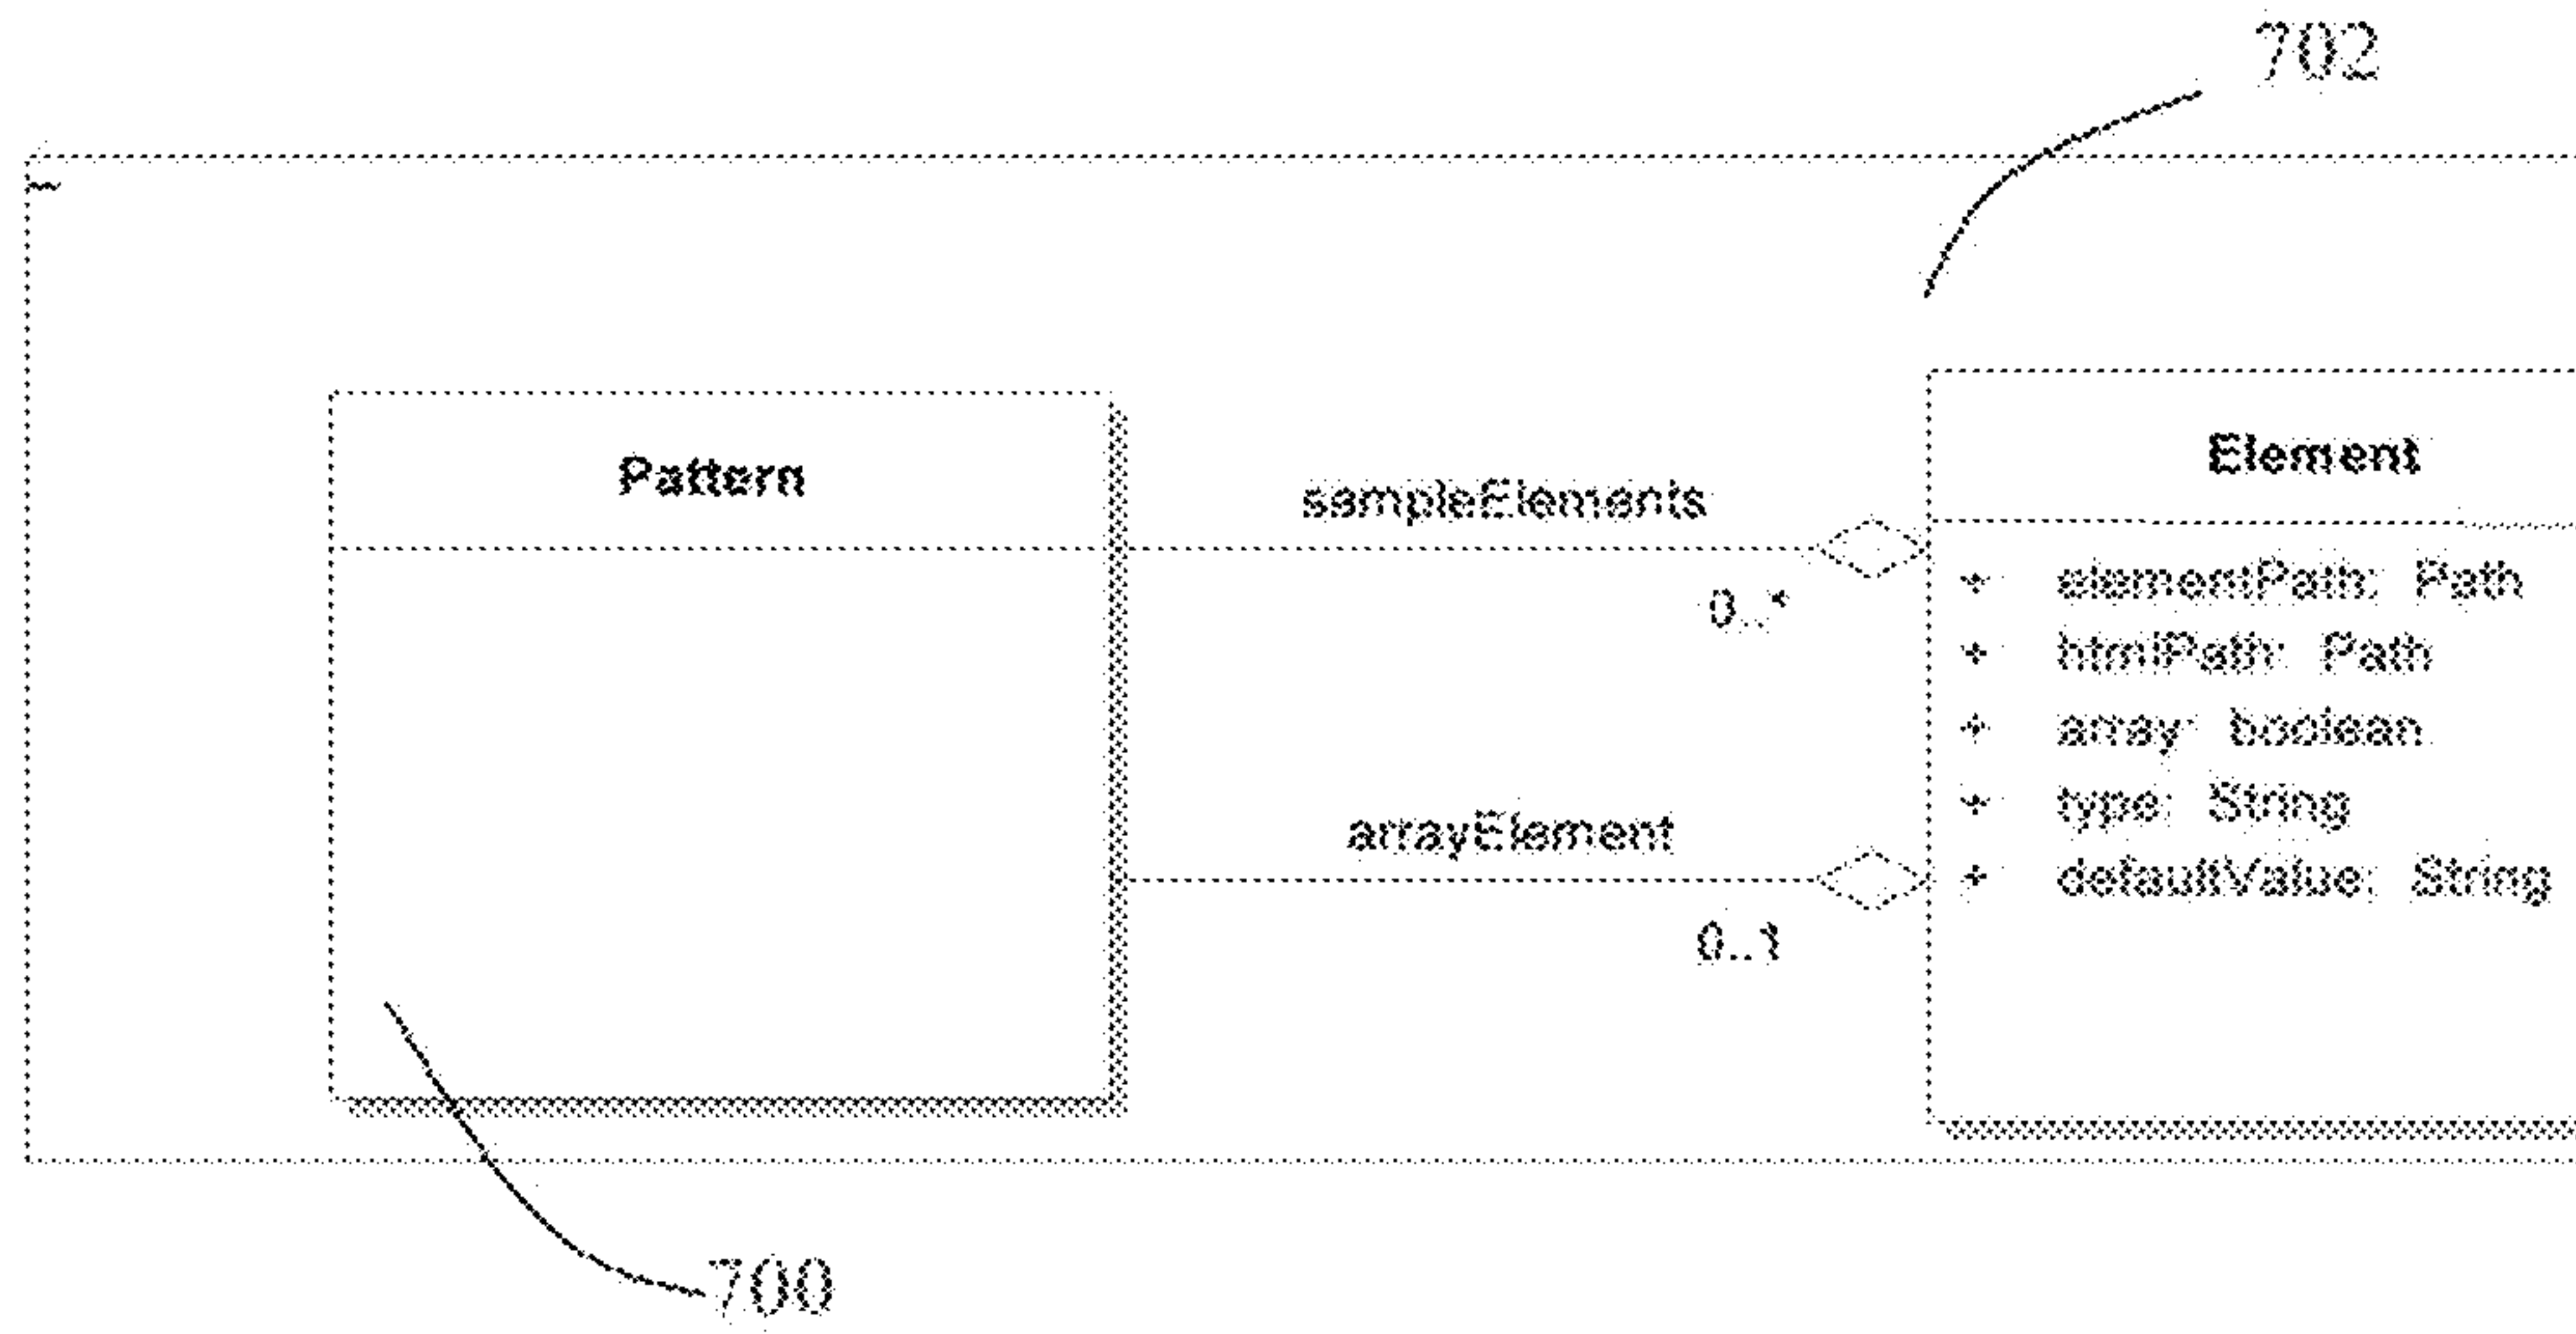 702
Pattern
Element
sampleElements
0..*
+ elementPath: Path
+ htmlPath: Path
+ array: boolean
+ type: String
+ defaultValue: String
arrayElement
0..1
700